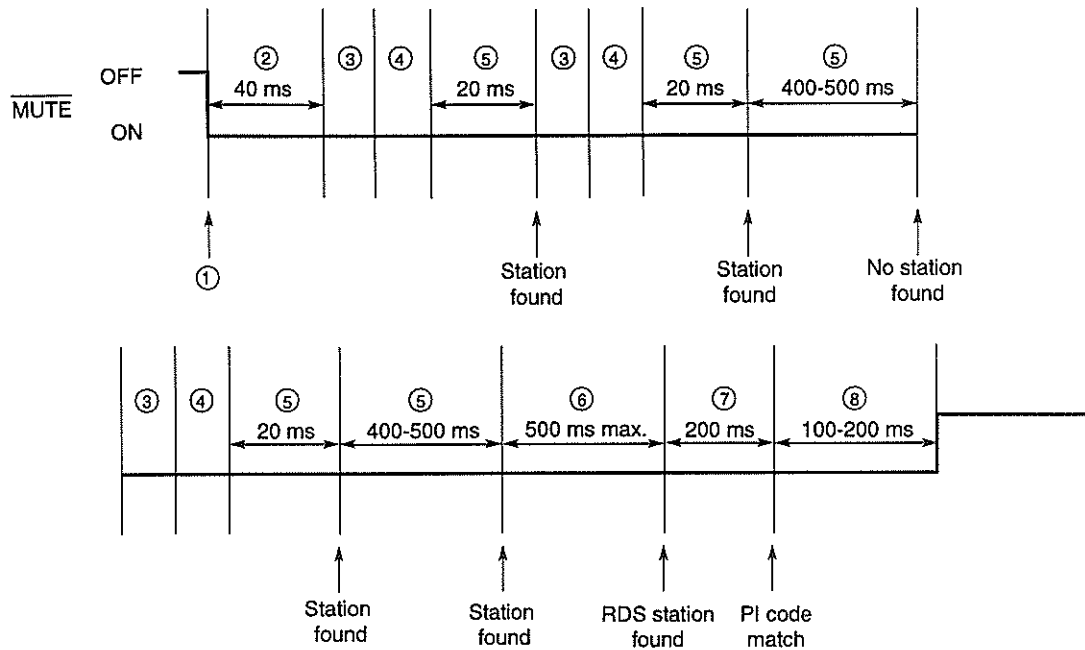 ② ③ ④ ⑤ ③ ④ ⑤ ⑤
OFF
40 ms 20 ms 20 ms 400-500 ms
MUTE
ON
①
Station found
Station found
No station found
③ ④ ⑤ ⑤ ⑥ ⑦ ⑧
20 ms 400-500 ms 500 ms max. 200 ms 100-200 ms
Station found
Station found
RDS station found
PI code match